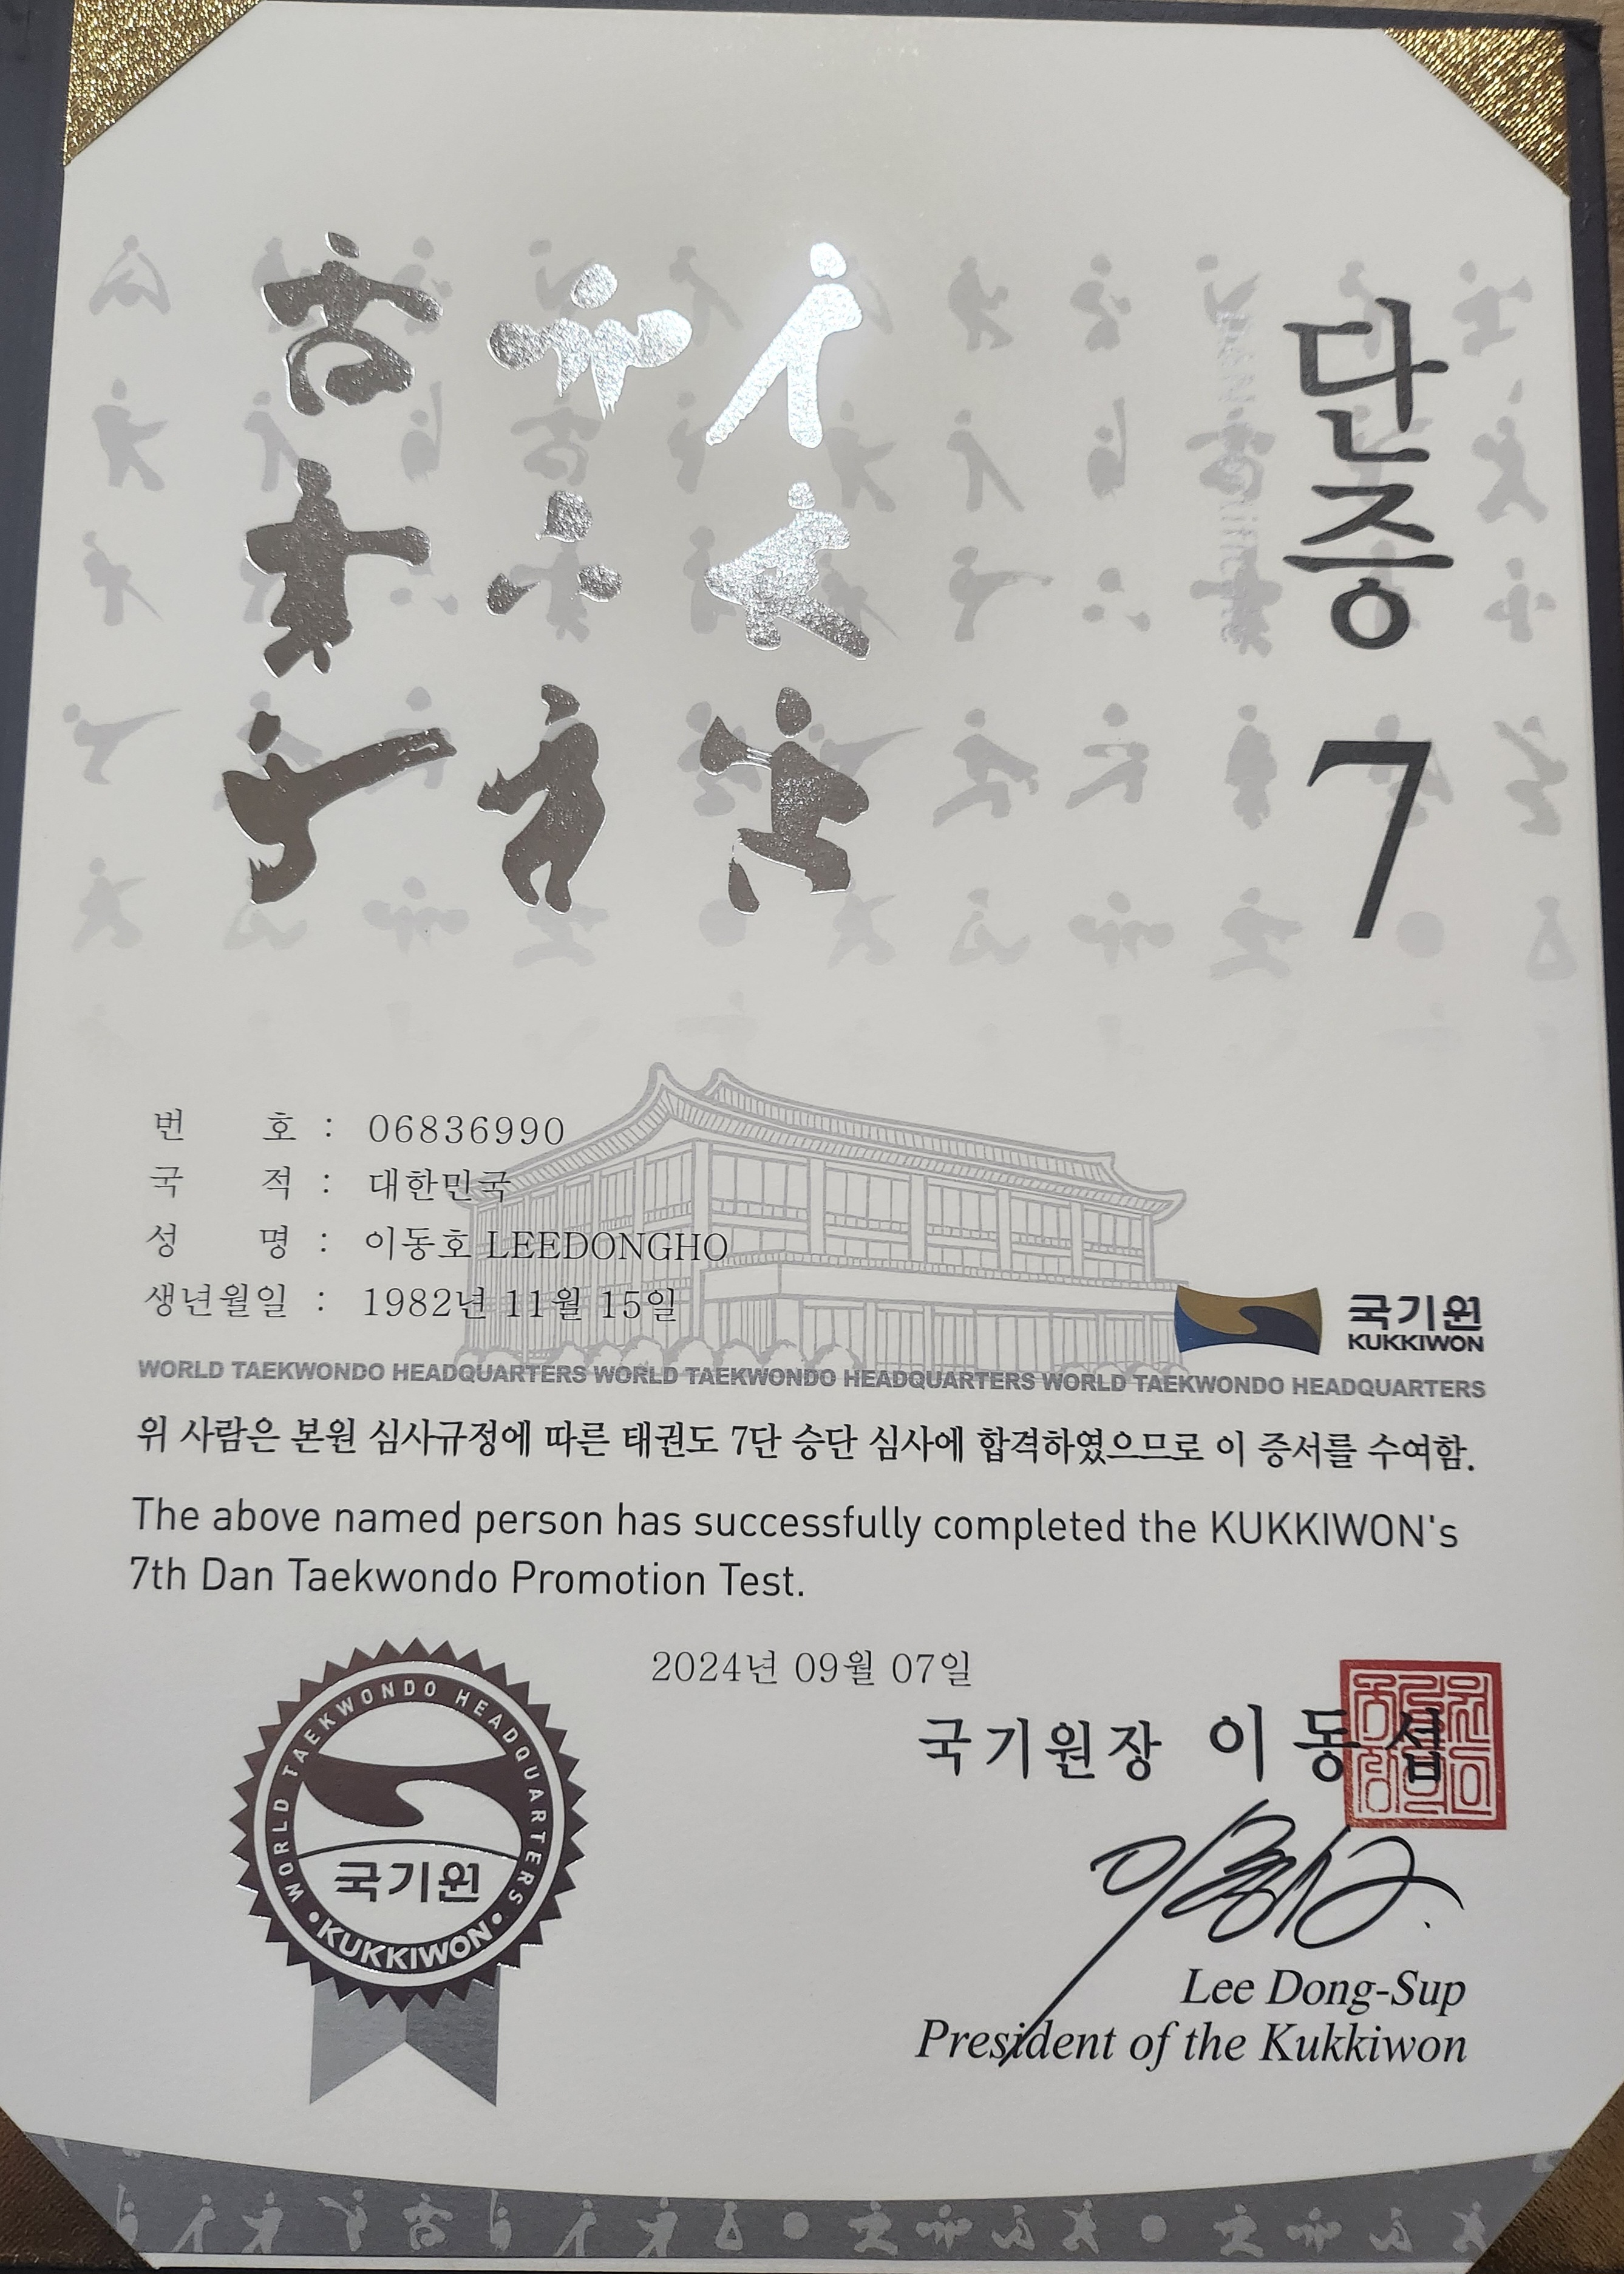 단증
7
번 호 : 06836990
국 적 : 대한민국
성 명 : 이동호 LEEDONGHO
생년월일 : 1982년 11월 15일
국기원
KUKKIWON
WORLD TAEKWONDO HEADQUARTERS WORLD TAEKWONDO HEADQUARTERS WORLD TAEKWONDO HEADQUARTERS
위 사람은 본원 심사규정에 따른 태권도 7단 승단 심사에 합격하였으므로 이 증서를 수여함.
The above named person has successfully completed the KUKKIWON's
7th Dan Taekwondo Promotion Test.
2024년 09월 07일
국기원장 이동섭
WORLD TAEKWONDO HEADQUARTERS
국기원
•KUKKIWON•
Lee Dong-Sup
President of the Kukkiwon